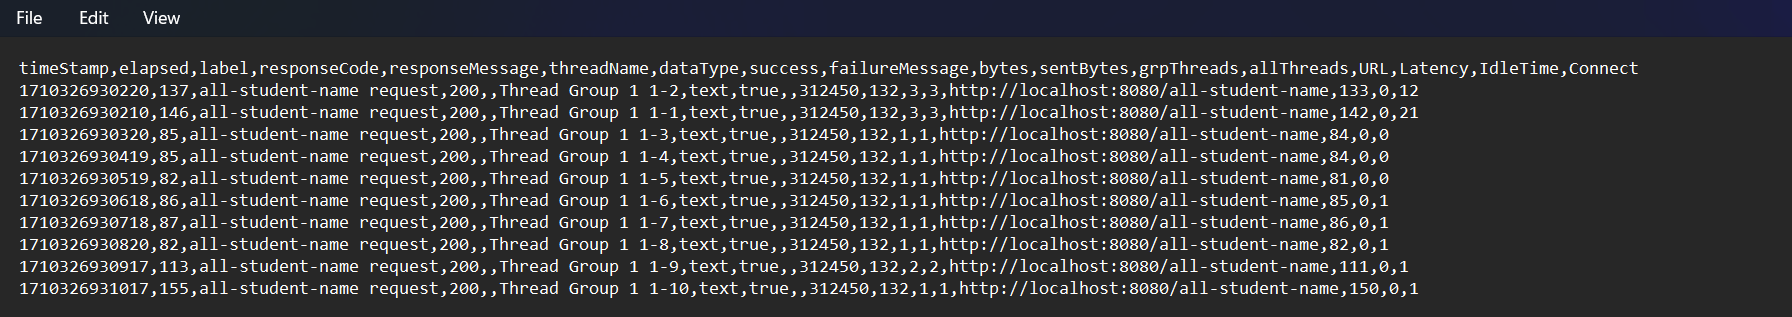 File Edit View
timeStamp,elapsed,label,responseCode,responseMessage,threadName,dataType,success,failureMessage,bytes,sentBytes,grpThreads,allThreads,URL,Latency,IdleTime,Connect
1710326930220,137,all-student-name request,200,,Thread Group 1 1-2,text,true,,312450,132,3,3,http://localhost:8080/all-student-name,133,0,12
1710326930210,146,all-student-name request,200,,Thread Group 1 1-1,text,true,,312450,132,3,3,http://localhost:8080/all-student-name,142,0,21
1710326930320,85,all-student-name request,200,,Thread Group 1 1-3,text,true,,312450,132,1,1,http://localhost:8080/all-student-name,84,0,0
1710326930419,85,all-student-name request,200,,Thread Group 1 1-4,text,true,,312450,132,1,1,http://localhost:8080/all-student-name,84,0,0
1710326930519,82,all-student-name request,200,,Thread Group 1 1-5,text,true,,312450,132,1,1,http://localhost:8080/all-student-name,81,0,0
1710326930618,86,all-student-name request,200,,Thread Group 1 1-6,text,true,,312450,132,1,1,http://localhost:8080/all-student-name,85,0,1
1710326930718,87,all-student-name request,200,,Thread Group 1 1-7,text,true,,312450,132,1,1,http://localhost:8080/all-student-name,86,0,1
1710326930820,82,all-student-name request,200,,Thread Group 1 1-8,text,true,,312450,132,1,1,http://localhost:8080/all-student-name,82,0,1
1710326930917,113,all-student-name request,200,,Thread Group 1 1-9,text,true,,312450,132,2,2,http://localhost:8080/all-student-name,111,0,1
1710326931017,155,all-student-name request,200,,Thread Group 1 1-10,text,true,,312450,132,1,1,http://localhost:8080/all-student-name,150,0,1